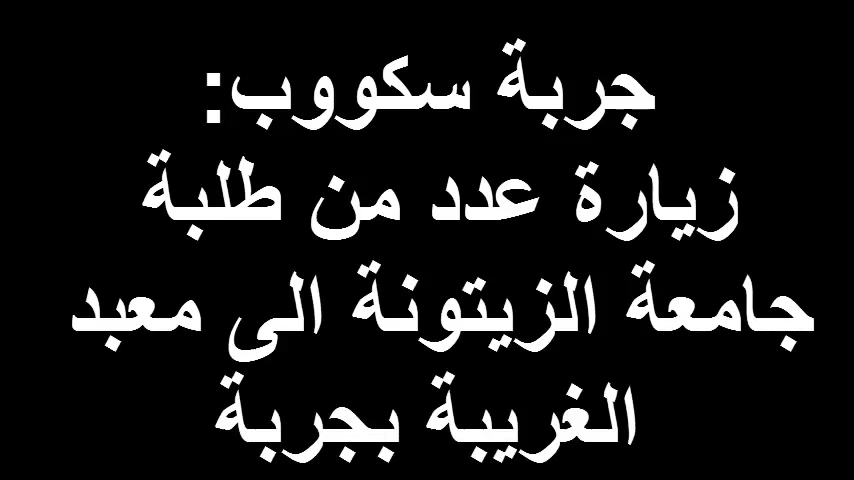 جربة سكووب:
زيارة عدد من طلبة
جامعة الزيتونة الى معبد
الغريبة بجربة